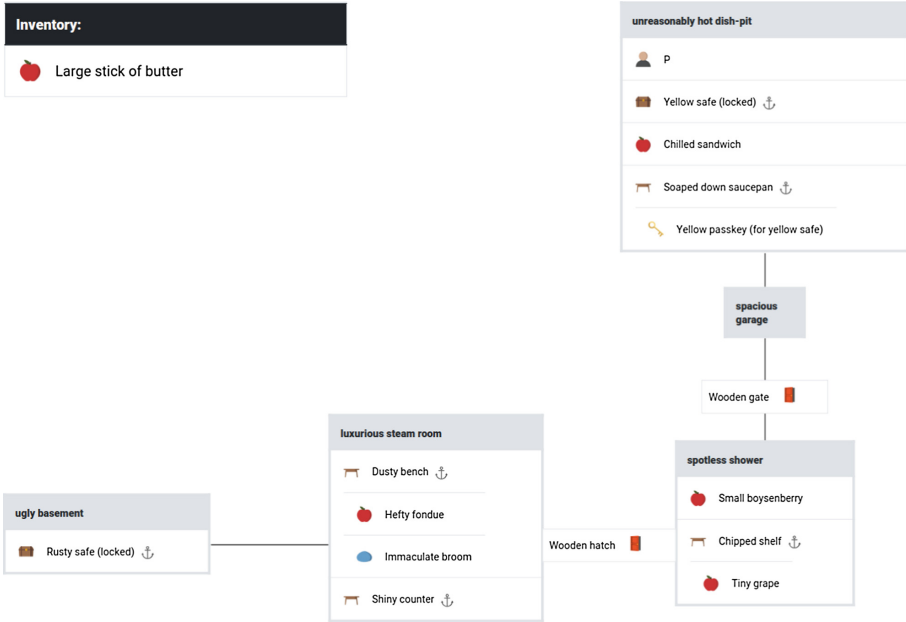 Inventory:
Large stick of butter
unreasonably hot dish-pit
P
Yellow safe (locked)
Chilled sandwich
Soaped down saucepan
Yellow passkey (for yellow safe)
spacious
garage
Wooden gate
luxurious steam room
Dusty bench
Hefty fondue
Immaculate broom
Shiny counter
spotless shower
Small boysenberry
Chipped shelf
Tiny grape
Wooden hatch
ugly basement
Rusty safe (locked)